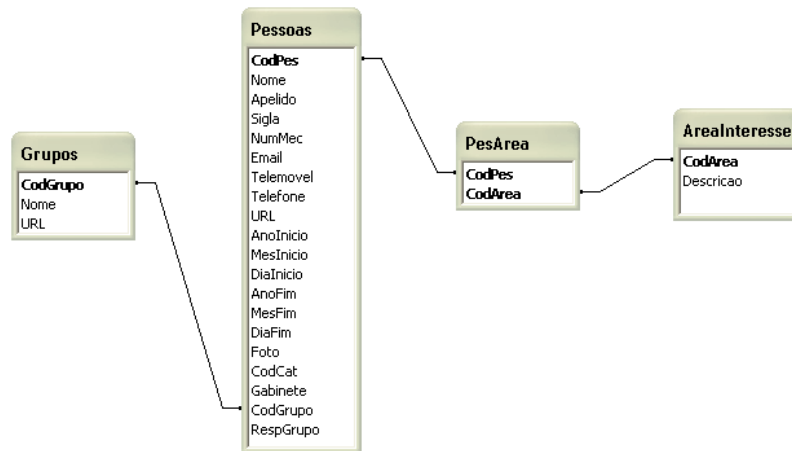 Grupos
CodGrupo
Nome
URL
Pessoas
CodPes
Nome
Apelido
Sigla
NumMec
Email
Telemovel
Telefone
URL
AnoInicio
MesInicio
DiaInicio
AnoFim
MesFim
DiaFim
Foto
CodCat
Gabinete
CodGrupo
RespGrupo
PesArea
CodPes
CodArea
AreaInteresse
CodArea
Descricao